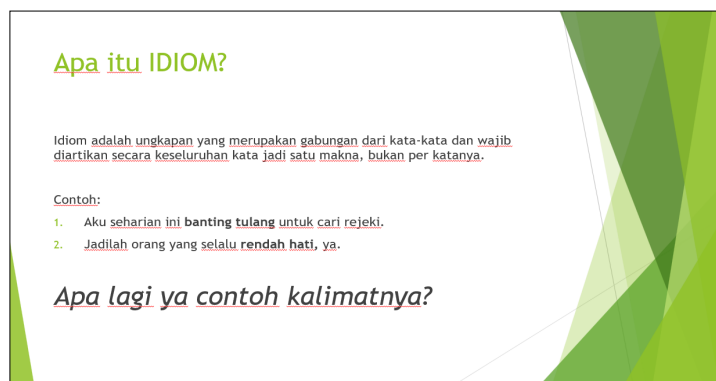 Apa itu IDIOM?
Idiom adalah ungkapan yang merupakan gabungan dari kata-kata dan wajib
diartikan secara keseluruhan kata jadi satu makna, bukan per katanya.
Contoh:
1. Aku seharian ini banting tulang untuk cari rejeki.
2. Jadilah orang yang selalu rendah hati, ya.
Apa lagi ya contoh kalimatnya?